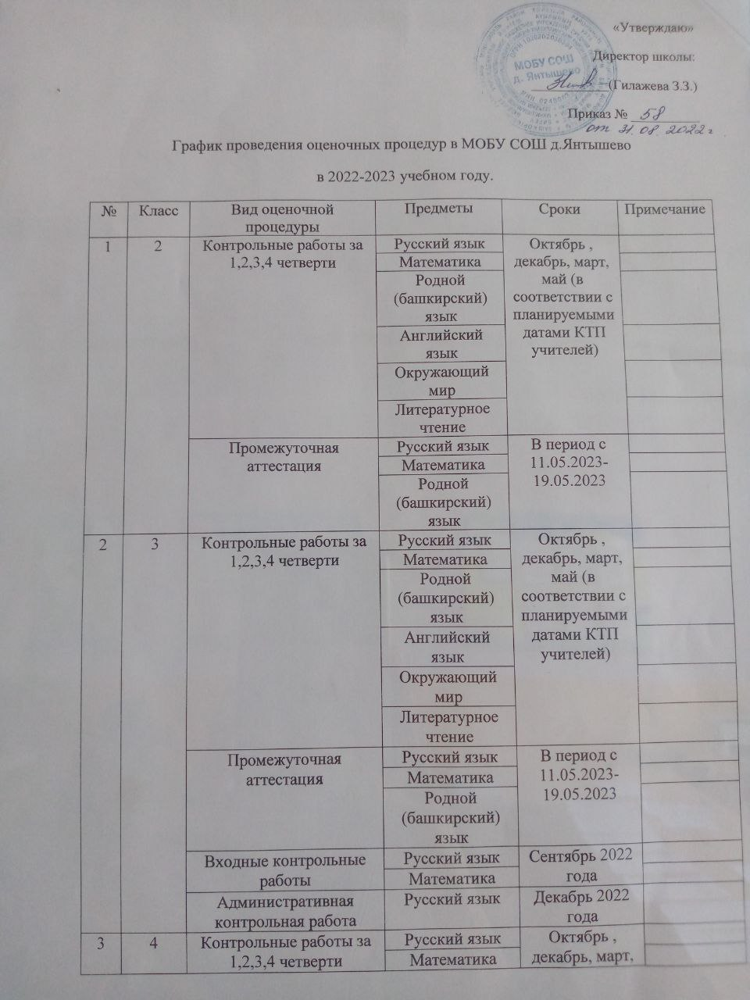 «Утверждаю»
Директор школы:
(Гилажева З.З.)
Приказ № 58
от 31.08.2022г
МОБУ СОШ
д. Янтышево
График проведения оценочных процедур в МОБУ СОШ д.Янтышево
в 2022-2023 учебном году.
№ Класс Вид оценочной процедуры Предметы Сроки Примечание
1 2 Контрольные работы за
1,2,3,4 четверти
Русский язык
Математика
Родной
(башкирский)
язык
Английский
язык
Окружающий
мир
Литературное
чтение
Октябрь ,
декабрь, март,
май (в
соответствии с
планируемыми
датами КТП
учителей)
Промежуточная
аттестация
Русский язык
Математика
Родной
(башкирский)
язык
В период с
11.05.2023-
19.05.2023
2 3 Контрольные работы за
1,2,3,4 четверти
Русский язык
Математика
Родной
(башкирский)
язык
Английский
язык
Окружающий
мир
Литературное
чтение
Октябрь ,
декабрь, март,
май (в
соответствии с
планируемыми
датами КТП
учителей)
Промежуточная
аттестация
Русский язык
Математика
Родной
(башкирский)
язык
В период с
11.05.2023-
19.05.2023
Входные контрольные
работы
Русский язык
Математика
Сентябрь 2022
года
Административная
контрольная работа
Русский язык
Декабрь 2022
года
3 4 Контрольные работы за
1,2,3,4 четверти
Русский язык
Математика
Октябрь ,
декабрь, март,